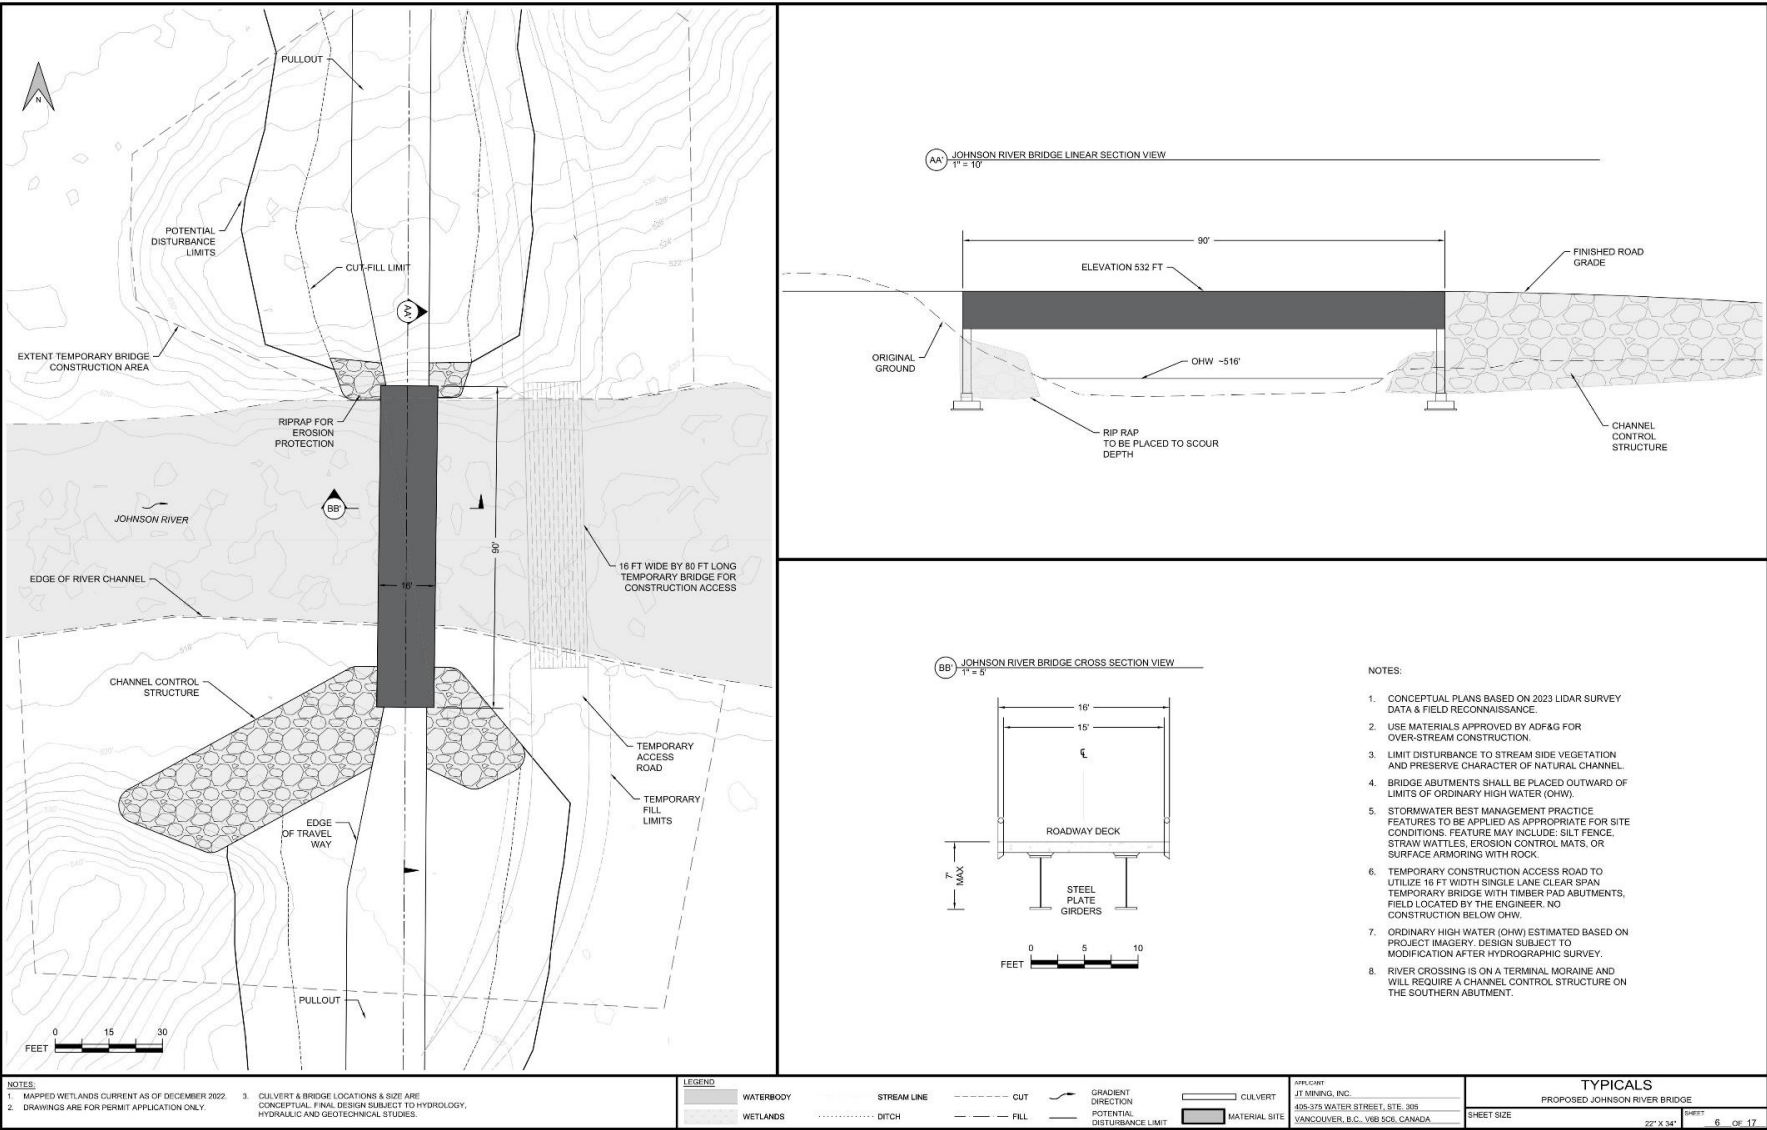 PULLOUT
N
POTENTIAL
DISTURBANCE
LIMITS
CUT-FILL LIMIT
AA'
EXTENT TEMPORARY BRIDGE
CONSTRUCTION AREA
RIPRAP FOR
EROSION
PROTECTION
BB'
JOHNSON RIVER
EDGE OF RIVER CHANNEL
90'
16'
16 FT WIDE BY 80 FT LONG
TEMPORARY BRIDGE FOR
CONSTRUCTION ACCESS
CHANNEL CONTROL
STRUCTURE
TEMPORARY
ACCESS
ROAD
TEMPORARY
FILL
LIMITS
EDGE
OF TRAVEL
WAY
PULLOUT
0 15 30
FEET
AA' JOHNSON RIVER BRIDGE LINEAR SECTION VIEW
1" = 10'
90'
ELEVATION 532 FT
FINISHED ROAD
GRADE
ORIGINAL
GROUND
OHW ~516'
RIP RAP
TO BE PLACED TO SCOUR
DEPTH
CHANNEL
CONTROL
STRUCTURE
BB' JOHNSON RIVER BRIDGE CROSS SECTION VIEW
1" = 5'
16'
15'
ROADWAY DECK
7'
MAX
STEEL
PLATE
GIRDERS
0 5 10
FEET
NOTES:
1. CONCEPTUAL PLANS BASED ON 2023 LIDAR SURVEY
DATA & FIELD RECONNAISSANCE.
2. USE MATERIALS APPROVED BY ADF&G FOR
OVER-STREAM CONSTRUCTION.
3. LIMIT DISTURBANCE TO STREAM SIDE VEGETATION
AND PRESERVE CHARACTER OF NATURAL CHANNEL.
4. BRIDGE ABUTMENTS SHALL BE PLACED OUTWARD OF
LIMITS OF ORDINARY HIGH WATER (OHW).
5. STORMWATER BEST MANAGEMENT PRACTICE
FEATURES TO BE APPLIED AS APPROPRIATE FOR SITE
CONDITIONS. FEATURE MAY INCLUDE: SILT FENCE,
STRAW WATTLES, EROSION CONTROL MATS, OR
SURFACE ARMORING WITH ROCK.
6. TEMPORARY CONSTRUCTION ACCESS ROAD TO
UTILIZE 16 FT WIDTH SINGLE LANE CLEAR SPAN
TEMPORARY BRIDGE WITH TIMBER PAD ABUTMENTS,
FIELD LOCATED BY THE ENGINEER. NO
CONSTRUCTION BELOW OHW.
7. ORDINARY HIGH WATER (OHW) ESTIMATED BASED ON
PROJECT IMAGERY. DESIGN SUBJECT TO
MODIFICATION AFTER HYDROGRAPHIC SURVEY.
8. RIVER CROSSING IS ON A TERMINAL MORAINE AND
WILL REQUIRE A CHANNEL CONTROL STRUCTURE ON
THE SOUTHERN ABUTMENT.
NOTES:
1. MAPPED WETLANDS CURRENT AS OF DECEMBER 2022.
2. DRAWINGS ARE FOR PERMIT APPLICATION ONLY.
3. CULVERT & BRIDGE LOCATIONS & SIZE ARE
CONCEPTUAL. FINAL DESIGN SUBJECT TO HYDROLOGY,
HYDRAULIC AND GEOTECHNICAL STUDIES.
LEGEND
WATERBODY
WETLANDS
STREAM LINE
DITCH
CUT
FILL
GRADIENT
DIRECTION
POTENTIAL
DISTURBANCE LIMIT
CULVERT
MATERIAL SITE
APPLICANT:
JT MINING, INC.
405-375 WATER STREET, STE. 305
VANCOUVER, B.C., V6B 5C6, CANADA
TYPICALS
PROPOSED JOHNSON RIVER BRIDGE
SHEET SIZE
22" X 34"
SHEET
6 OF 17